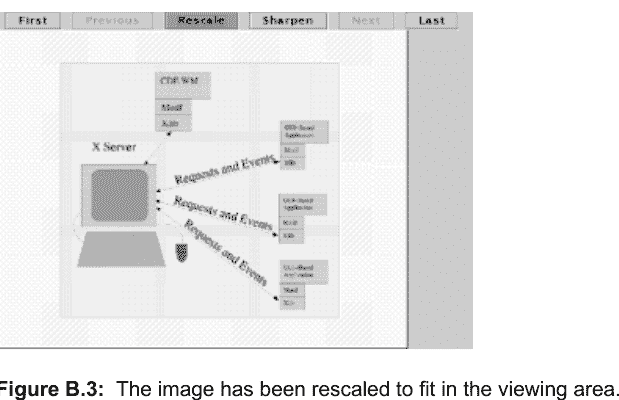 First Previous Rescale Sharpen Next Last
CDE WM
Motif
Xlib
X Server
Requests and Events
Requests and Events
Requests and Events
Motif
Xlib
Motif
Xlib
Motif
Xlib
Figure B.3: The image has been rescaled to fit in the viewing area.